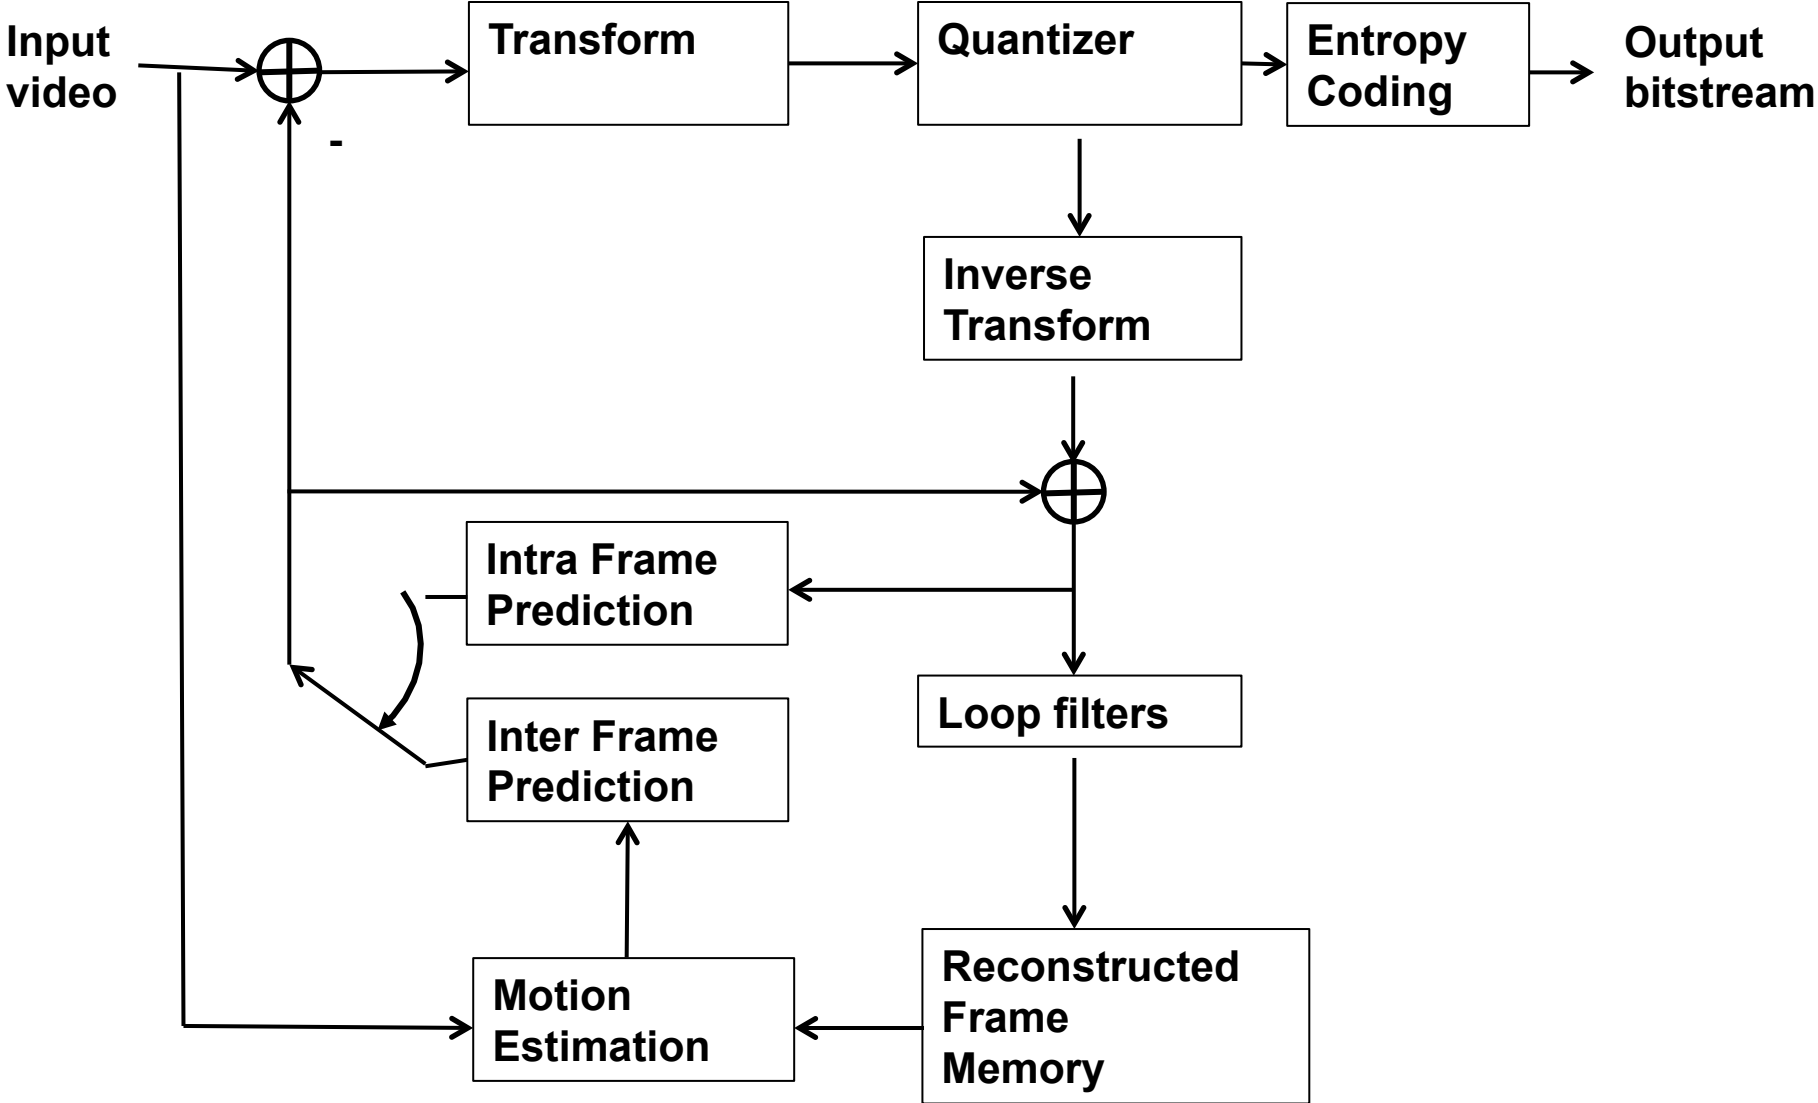 Input
video
Transform
Quantizer
Entropy
Coding
Output
bitstream
-
Inverse
Transform
Intra Frame
Prediction
Loop filters
Inter Frame
Prediction
Motion
Estimation
Reconstructed
Frame
Memory